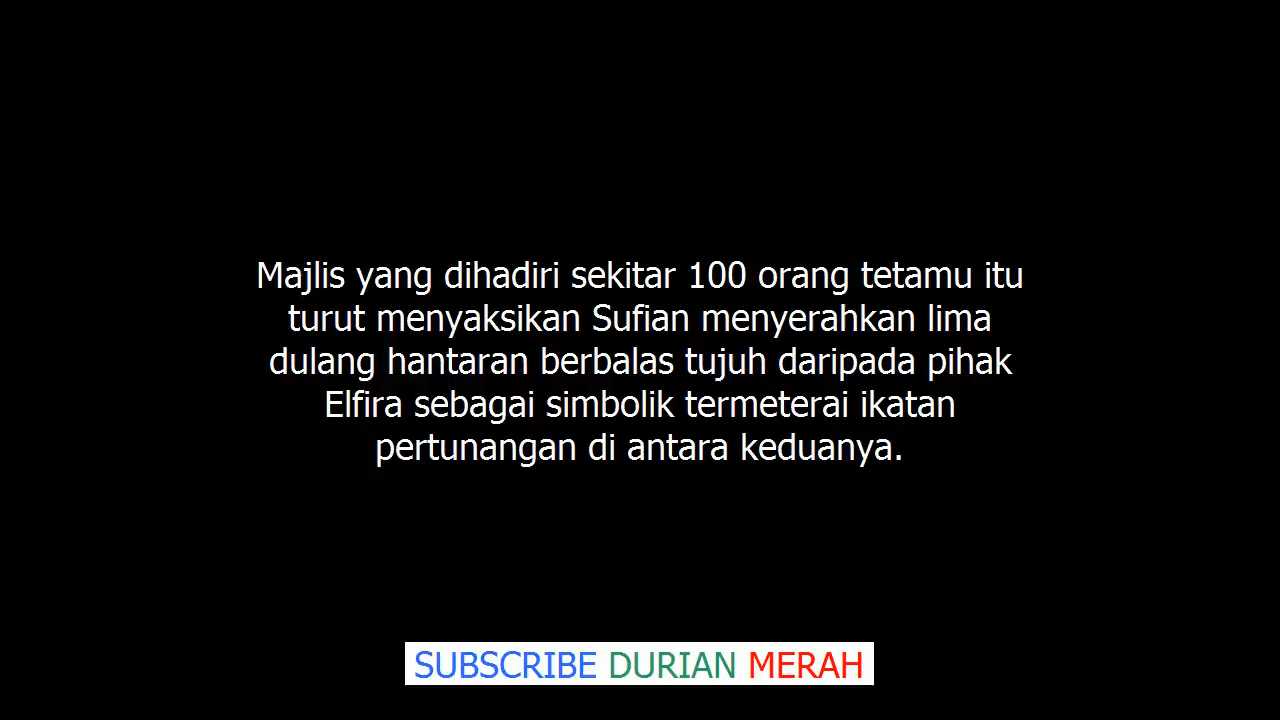 Majlis yang dihadiri sekitar 100 orang tetamu itu
turut menyaksikan Sufian menyerahkan lima
dulang hantaran berbalas tujuh daripada pihak
Elfira sebagai simbolik termeterai ikatan
pertunangan di antara keduanya.
SUBSCRIBE DURIAN MERAH